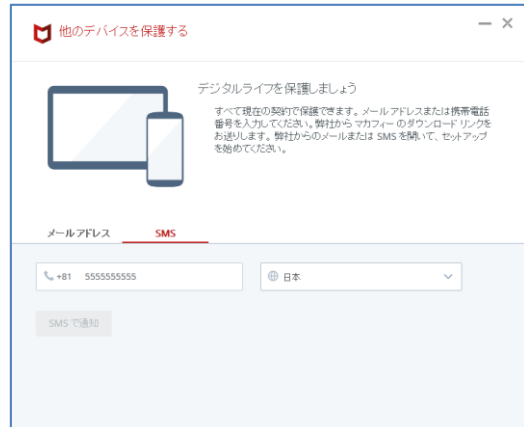 他のデバイスを保護する
デジタルライフを保護しましょう
すべて現在の契約で保護できます。メール アドレスまたは携帯電話
番号を入力してください。弊社から マカフィー のダウンロード リンクを
お送りします。弊社からのメールまたは SMS を開いて、セットアップ
を始めてください。
メール アドレス SMS
+81 5555555555 日本
SMS で通知